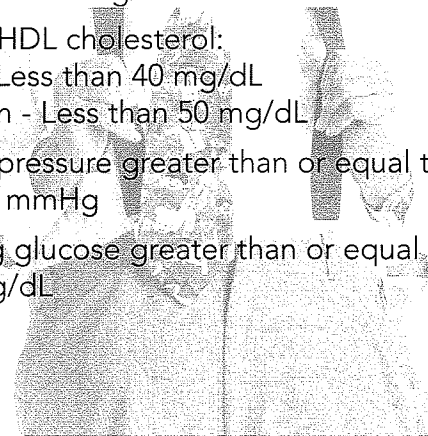 HDL cholesterol:
Less than 40 mg/dL
n - Less than 50 mg/dL
pressure greater than or equal t
mmHg
g glucose greater than or equal
g/dL